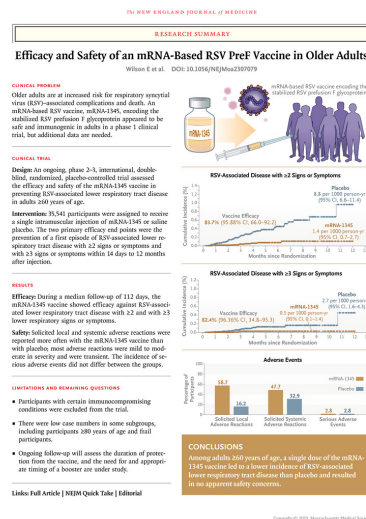 The NEW ENGLAND JOURNAL of MEDICINE
RESEARCH SUMMARY
Efficacy and Safety of an mRNA-Based RSV PreF Vaccine in Older Adults
Wilson E et al. DOI: 10.1056/NEJMoa2307079
CLINICAL PROBLEM
Older adults are at increased risk for respiratory syncytial
virus (RSV)–associated complications and death. An
mRNA-based RSV vaccine, mRNA-1345, encoding the
stabilized RSV prefusion F glycoprotein appeared to be
safe and immunogenic in adults in a phase 1 clinical
trial, but additional data are needed.
CLINICAL TRIAL
Design: An ongoing, phase 2–3, international, double-
blind, randomized, placebo-controlled trial assessed
the efficacy and safety of the mRNA-1345 vaccine in
preventing RSV-associated lower respiratory tract disease
in adults ≥60 years of age.
Intervention: 35,541 participants were assigned to receive
a single intramuscular injection of mRNA-1345 or saline
placebo. The two primary efficacy end points were the
prevention of a first episode of RSV-associated lower re-
spiratory tract disease with ≥2 signs or symptoms and
with ≥3 signs or symptoms within 14 days to 12 months
after injection.
RESULTS
Efficacy: During a median follow-up of 112 days, the
mRNA-1345 vaccine showed efficacy against RSV-associ-
ated lower respiratory tract disease with ≥2 and with ≥3
lower respiratory signs or symptoms.
Safety: Solicited local and systemic adverse reactions were
reported more often with the mRNA-1345 vaccine than
with placebo; most adverse reactions were mild to mod-
erate in severity and were transient. The incidence of se-
rious adverse events did not differ between the groups.
LIMITATIONS AND REMAINING QUESTIONS
▪ Participants with certain immunocompromising
conditions were excluded from the trial.
▪ There were low case numbers in some subgroups,
including participants ≥80 years of age and frail
participants.
▪ Ongoing follow-up will assess the duration of protec-
tion from the vaccine, and the need for and appropri-
ate timing of a booster are under study.
Links: Full Article | NEJM Quick Take | Editorial
mRNA-1345
mRNA-based RSV vaccine encoding the
stabilized RSV prefusion F glycoprotein
RSV-Associated Disease with ≥2 Signs or Symptoms
Cumulative Incidence (%)
Placebo
Vaccine Efficacy
83.7% (95.88% CI, 66.0–92.2)
mRNA-1345
Months since Randomization
RSV-Associated Disease with ≥3 Signs or Symptoms
Cumulative Incidence (%)
Placebo
mRNA-1345
Vaccine Efficacy
82.4% (96.36% CI, 34.8–95.3)
Months since Randomization
Adverse Events
Percentage of
Participants
mRNA-1345
Placebo
58.7
16.2
47.7
32.9
2.8 2.8
Solicited Local
Adverse Reactions
Solicited Systemic
Adverse Reactions
Serious Adverse
Events
CONCLUSIONS
Among adults ≥60 years of age, a single dose of the mRNA-
1345 vaccine led to a lower incidence of RSV-associated
lower respiratory tract disease than placebo and resulted
in no apparent safety concerns.